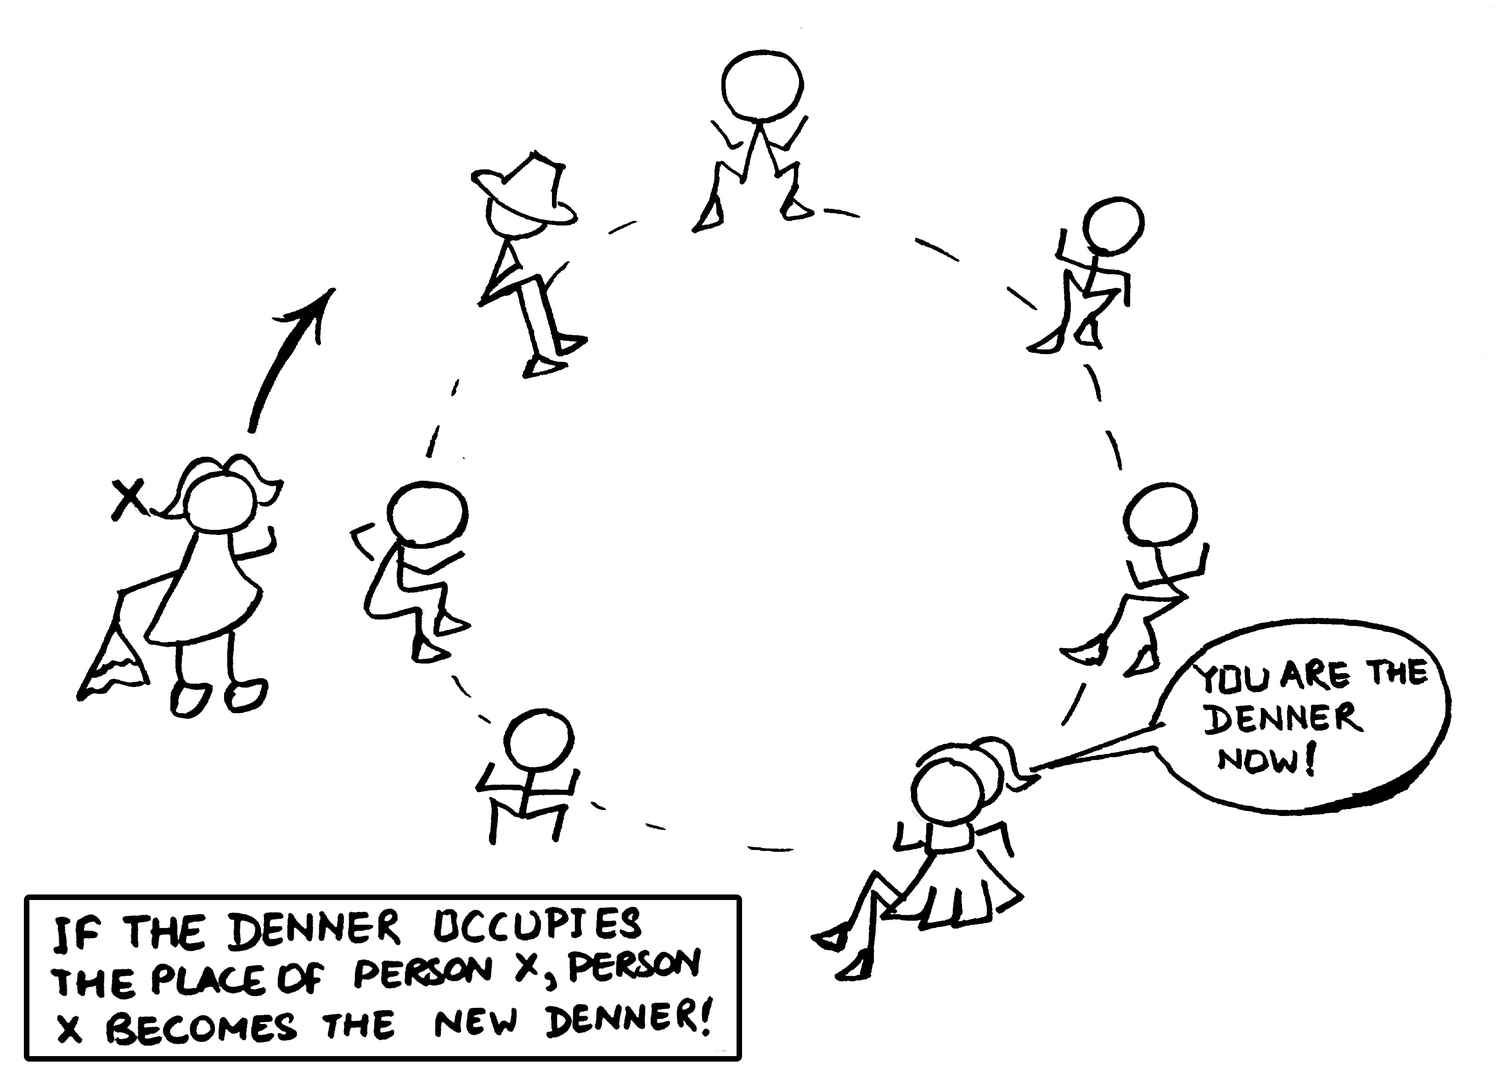 X
YOU ARE THE
DENNER
NOW!
IF THE DENNER OCCUPIES
THE PLACE OF PERSON X, PERSON
X BECOMES THE NEW DENNER!